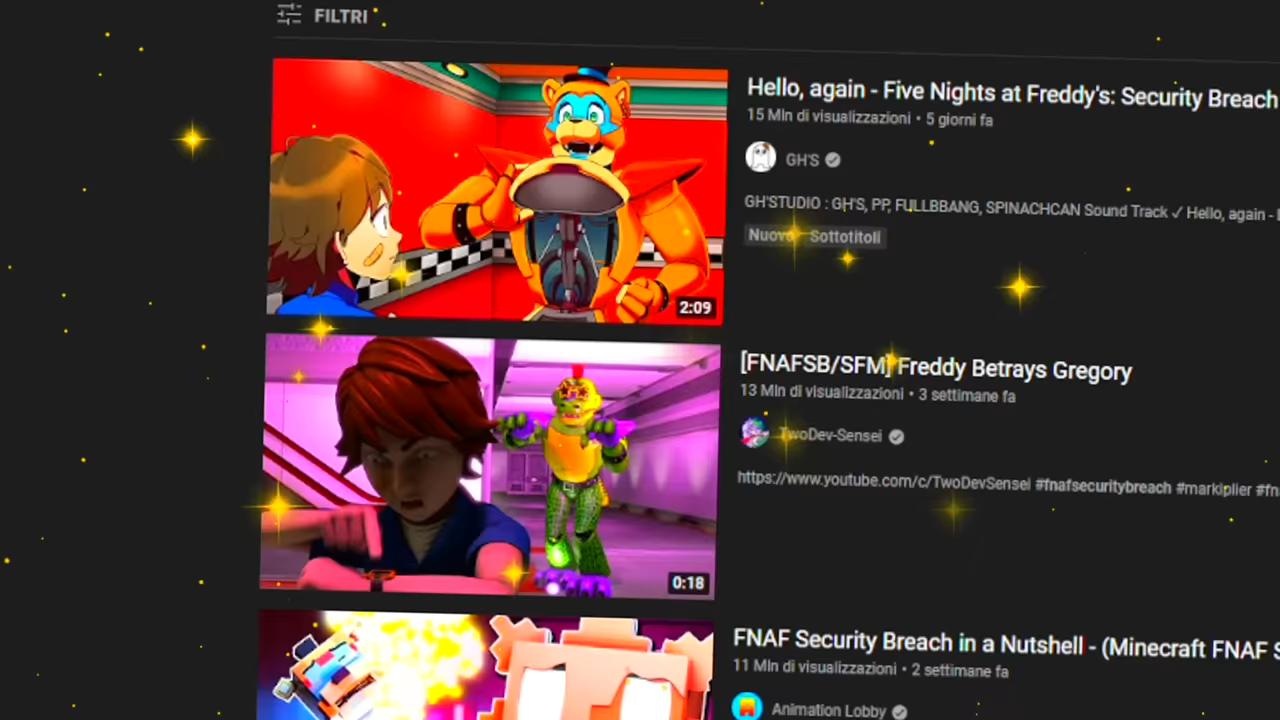 FILTRI
Hello, again - Five Nights at Freddy's: Security Breach
15 Mln di visualizzazioni • 5 giorni fa
GH'S
GH'STUDIO : GH'S, PP, FULLBBANG, SPINACHCAN Sound Track ✓ Hello, again -
Nuovo Sottotitoli
2:09
[FNAFSB/SFM] Freddy Betrays Gregory
13 Mln di visualizzazioni • 3 settimane fa
TwoDev-Sensei
https://www.youtube.com/c/TwoDevSensei #fnafsecuritybreach #markiplier #fn
0:18
FNAF Security Breach in a Nutshell - (Minecraft FNAF S
11 Mln di visualizzazioni • 2 settimane fa
Animation Lobby